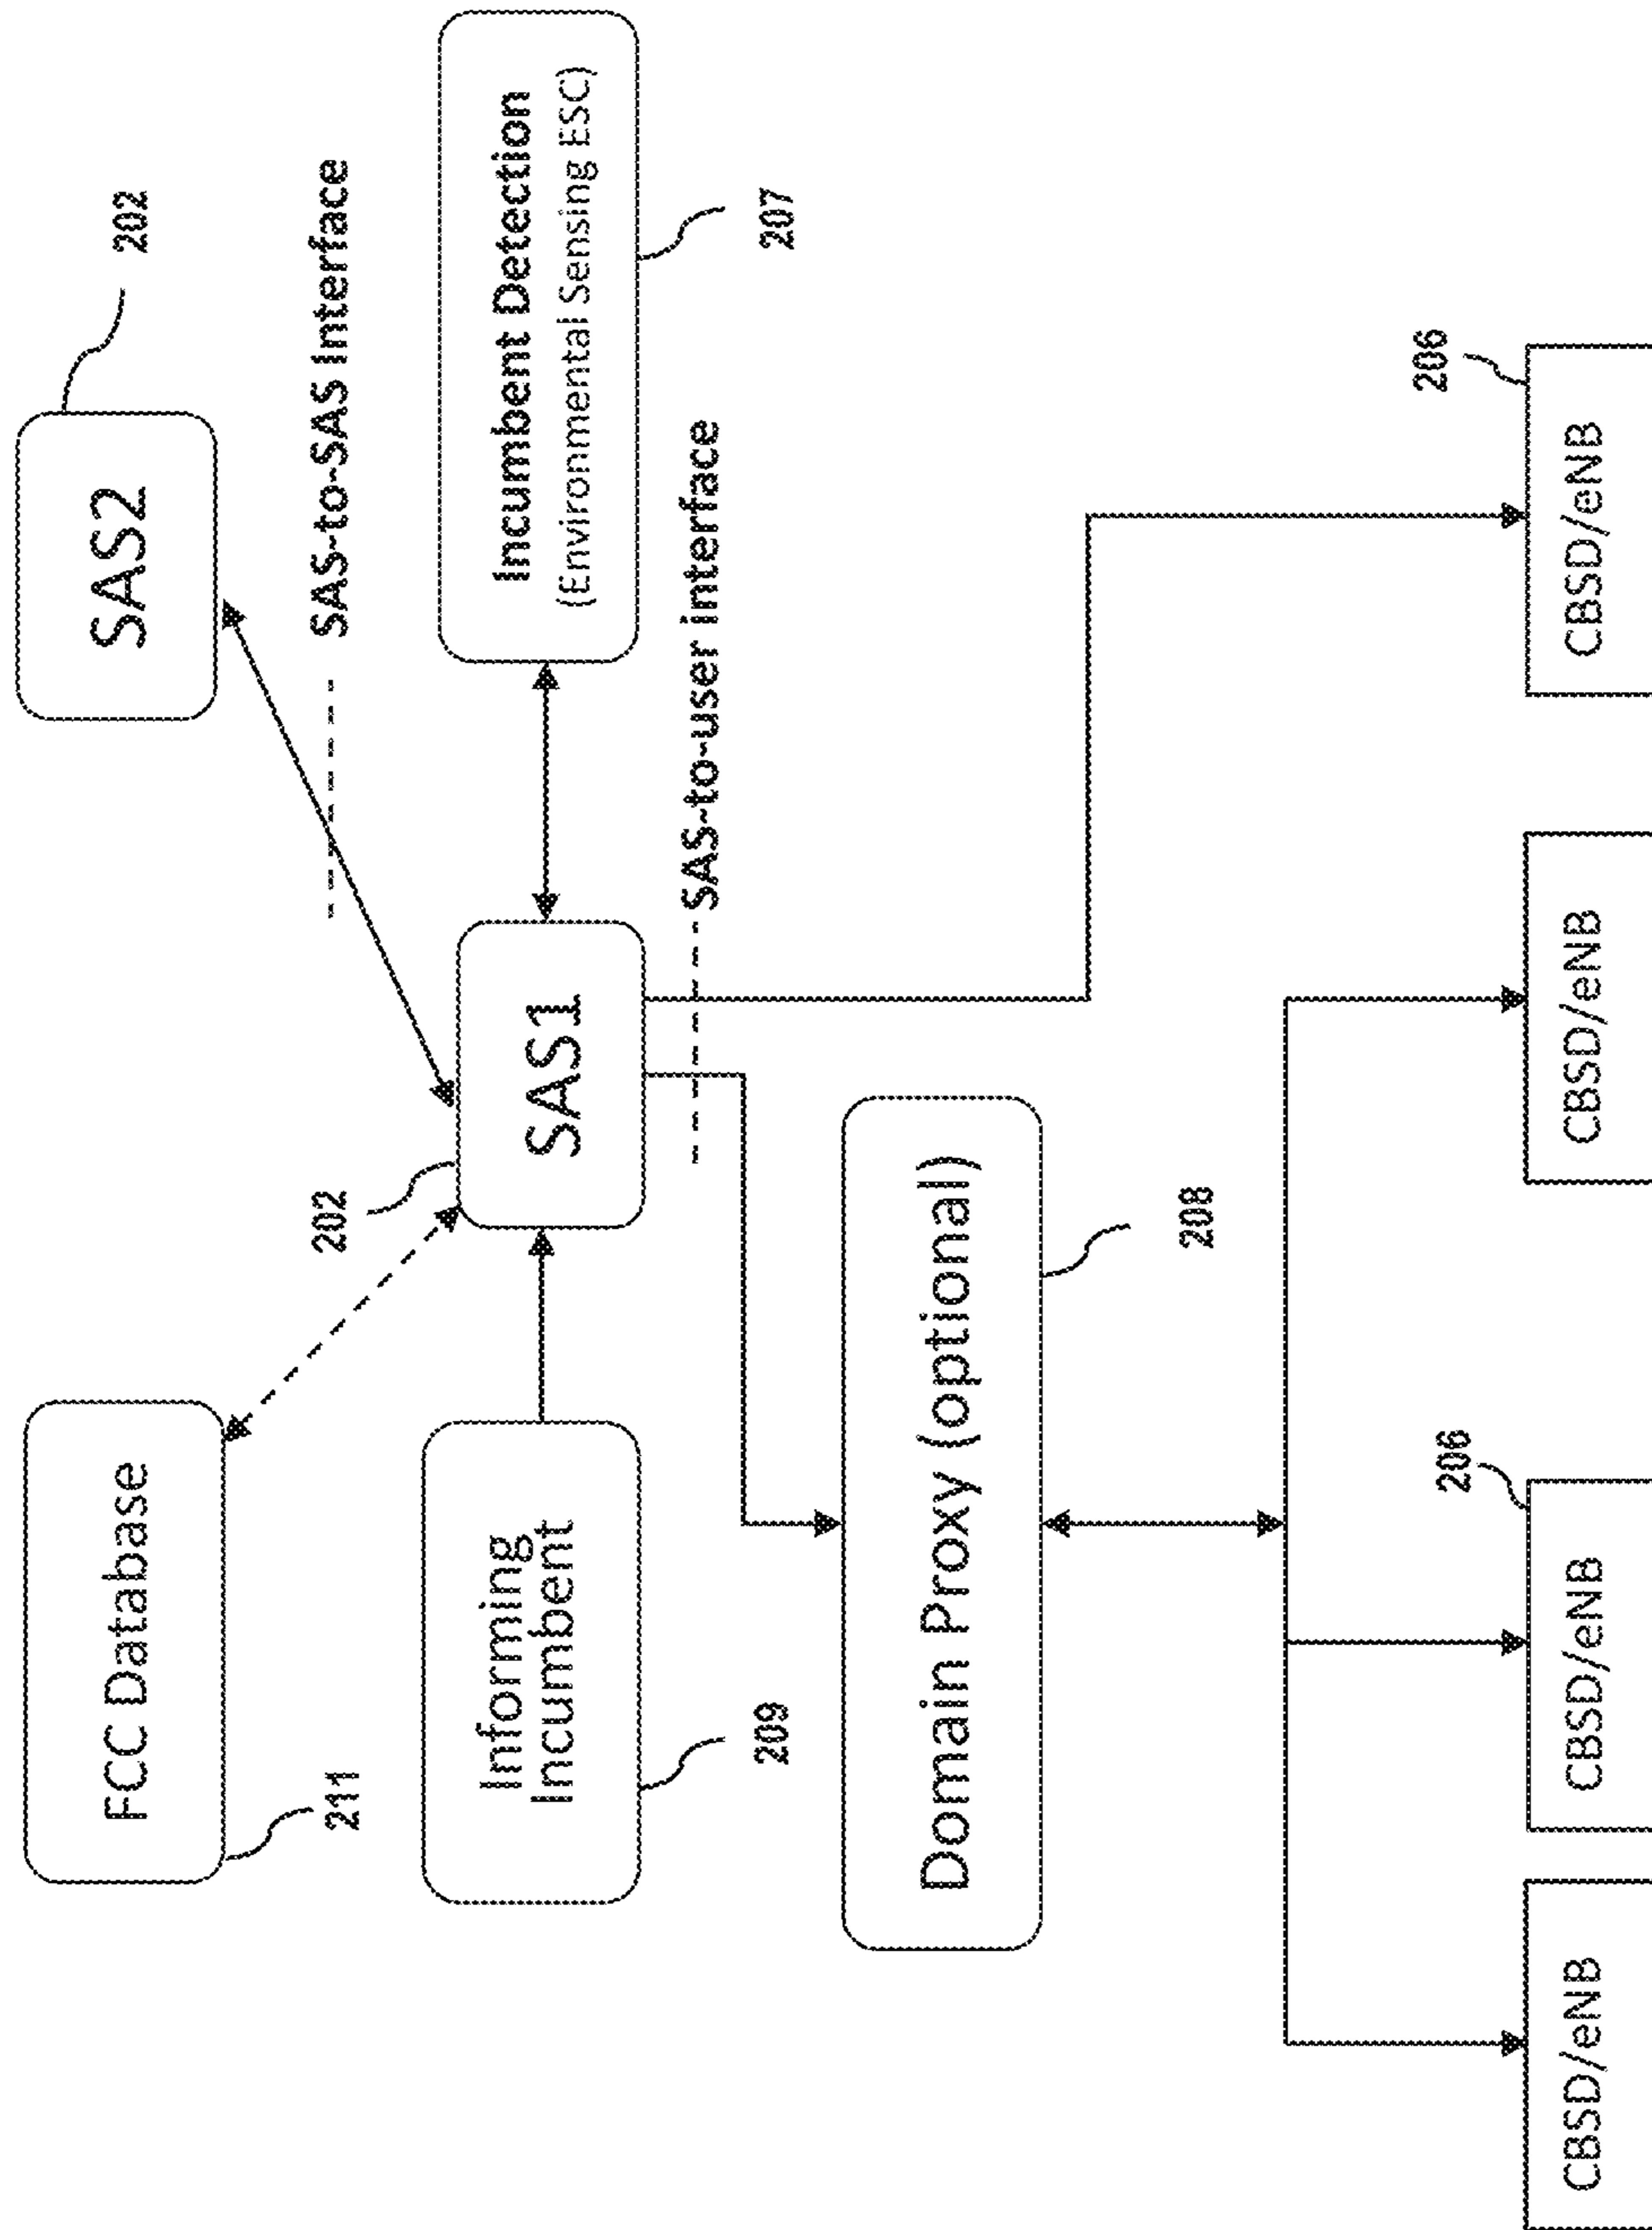 FCC Database
211
SAS2
202
SAS-to-SAS Interface
202
Informing
Incumbent
209
SAS1
Incumbent Detection
(Environmental Sensing ESC)
207
SAS-to-user interface
Domain Proxy (optional)
208
206
206
CBSD/eNB
CBSD/eNB
CBSD/eNB
CBSD/eNB